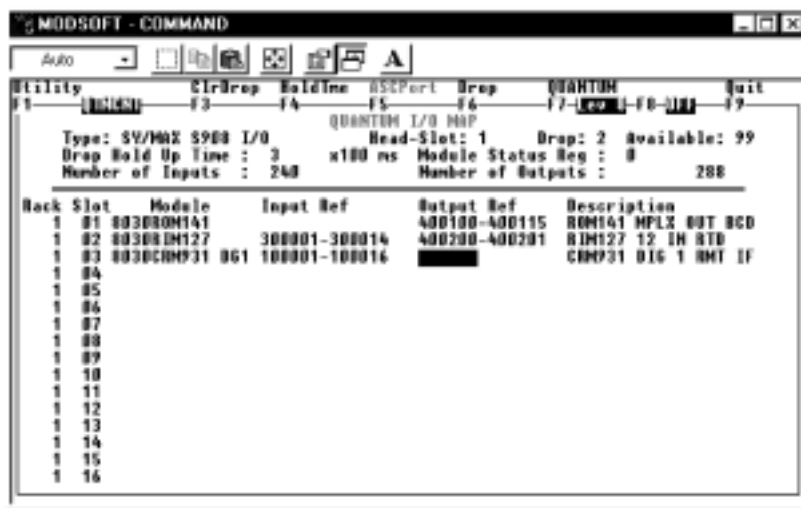 MODSOFT - COMMAND
Auto A
Utility ClrDrop HoldTme ASCPort Drop QUANTUM Quit
F1 F3 F4 F5 F6 F7 Lev F8 OFF F9
QUANTUM I/O MAP
Type: SY/MAX S908 I/O Head-Slot: 1 Drop: 2 Available: 99
Drop Hold Up Time : 3 x100 ms Module Status Reg : 0
Number of Inputs : 240 Number of Outputs : 288
Rack Slot Module Input Ref Output Ref Description
1 01 8030ROM141 400100-400115 ROM141 MPLX OUT BCD
1 02 8030RIM127 300001-300014 400200-400201 RIM127 12 IN RTD
1 03 8030CRM931 DG1 100001-100016 CRM931 DIG 1 RMT IF
1 04
1 05
1 06
1 07
1 08
1 09
1 10
1 11
1 12
1 13
1 14
1 15
1 16